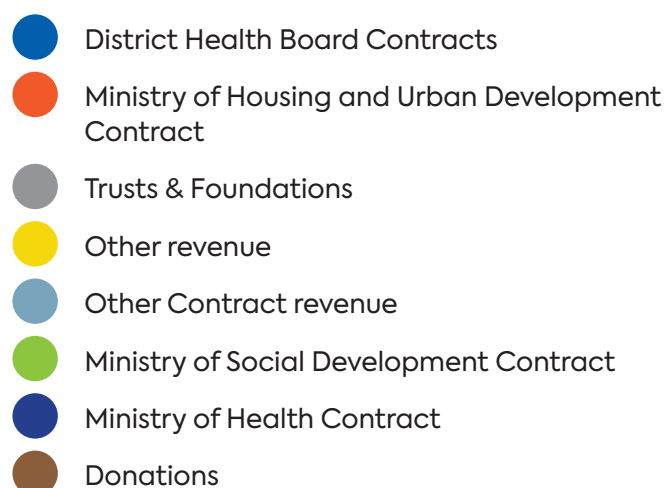 District Health Board Contracts
Ministry of Housing and Urban Development
Contract
Trusts & Foundations
Other revenue
Other Contract revenue
Ministry of Social Development Contract
Ministry of Health Contract
Donations